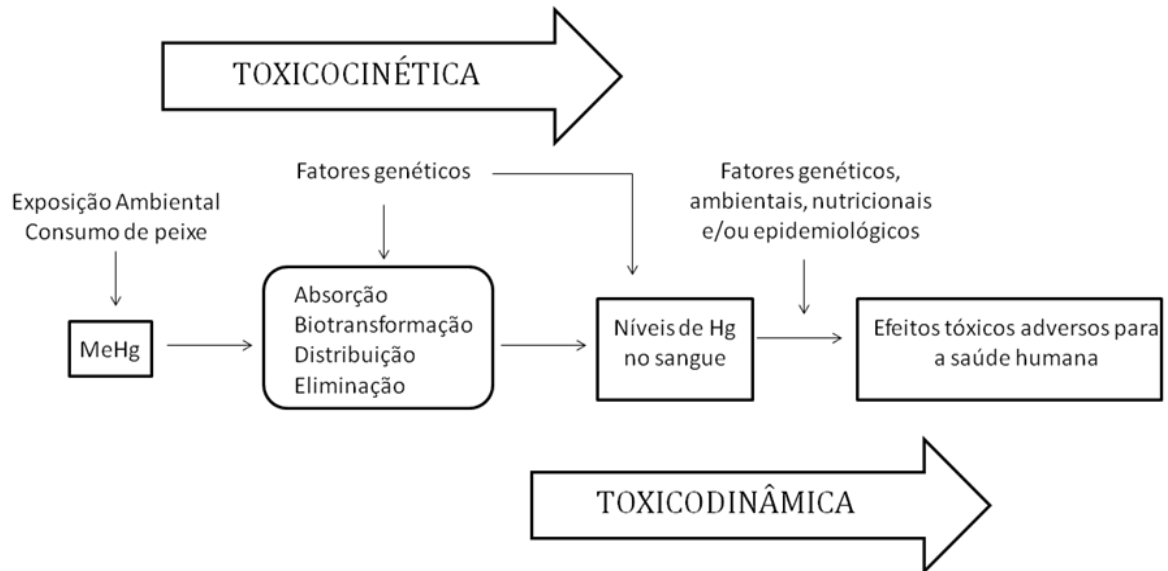 TOXICOCINÉTICA
Fatores genéticos
Fatores genéticos,
ambientais, nutricionais
e/ou epidemiológicos
Exposição Ambiental
Consumo de peixe
MeHg
Absorção
Biotransformação
Distribuição
Eliminação
Níveis de Hg
no sangue
Efeitos tóxicos adversos para
a saúde humana
TOXICODINÂMICA